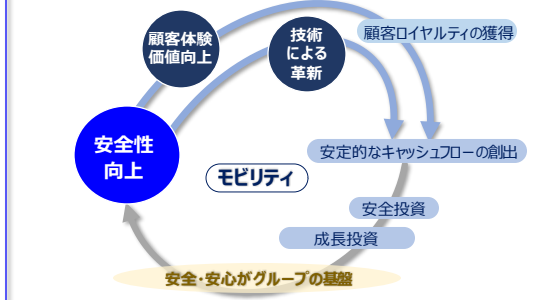 顧客体験
価値向上
技術
による
革新
顧客ロイヤルティの獲得
安全性
向上
安定的なキャッシュフローの創出
モビリティ
安全投資
成長投資
安全・安心がグループの基盤